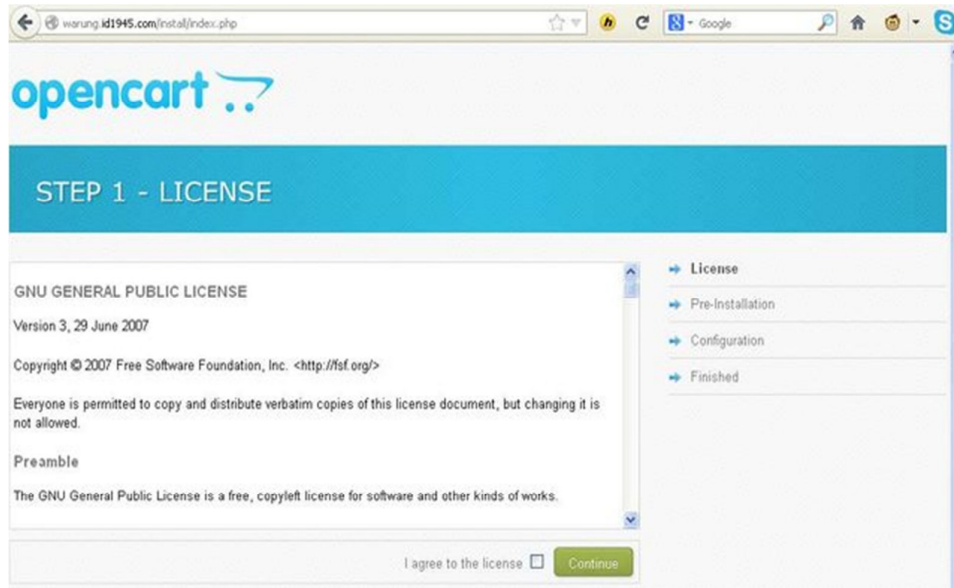 warung.id1945.com/install/index.php
Google
opencart
STEP 1 - LICENSE
GNU GENERAL PUBLIC LICENSE
Version 3, 29 June 2007
Copyright © 2007 Free Software Foundation, Inc. <http://fsf.org/>
Everyone is permitted to copy and distribute verbatim copies of this license document, but changing it is
not allowed.
Preamble
The GNU General Public License is a free, copyleft license for software and other kinds of works.
I agree to the license
Continue
License
Pre-Installation
Configuration
Finished